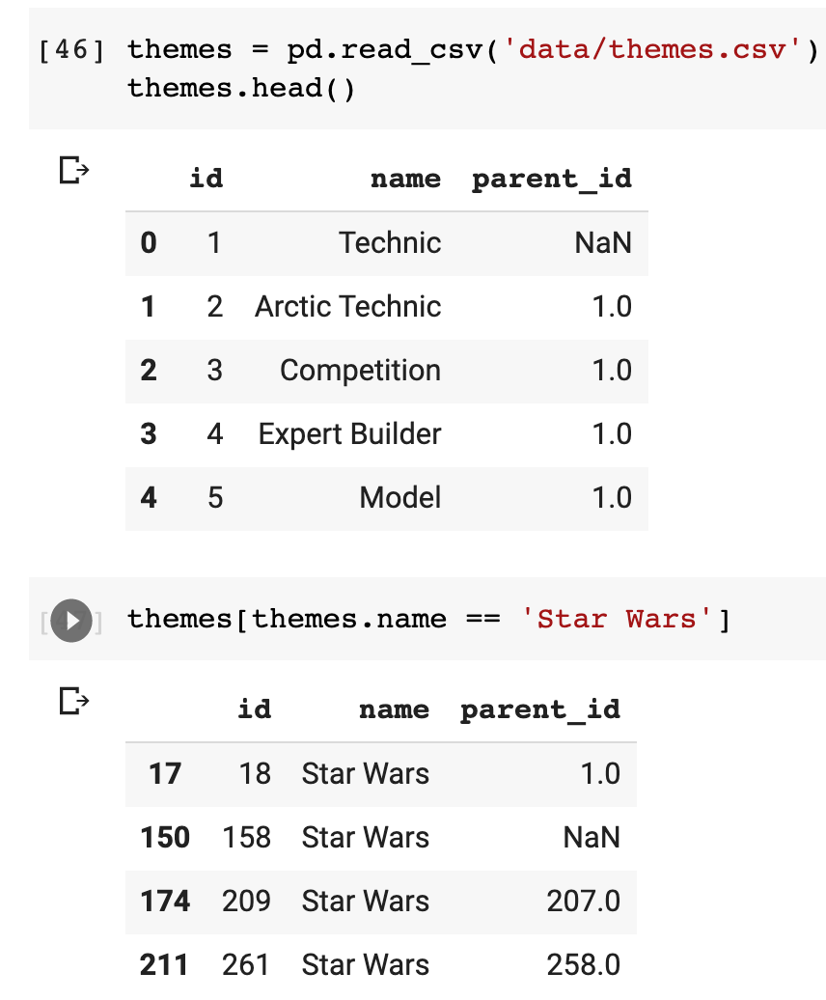 [46] themes = pd.read_csv('data/themes.csv')
themes.head()
id name parent_id
0 1 Technic NaN
1 2 Arctic Technic 1.0
2 3 Competition 1.0
3 4 Expert Builder 1.0
4 5 Model 1.0
themes[themes.name == 'Star Wars']
id name parent_id
17 18 Star Wars 1.0
150 158 Star Wars NaN
174 209 Star Wars 207.0
211 261 Star Wars 258.0